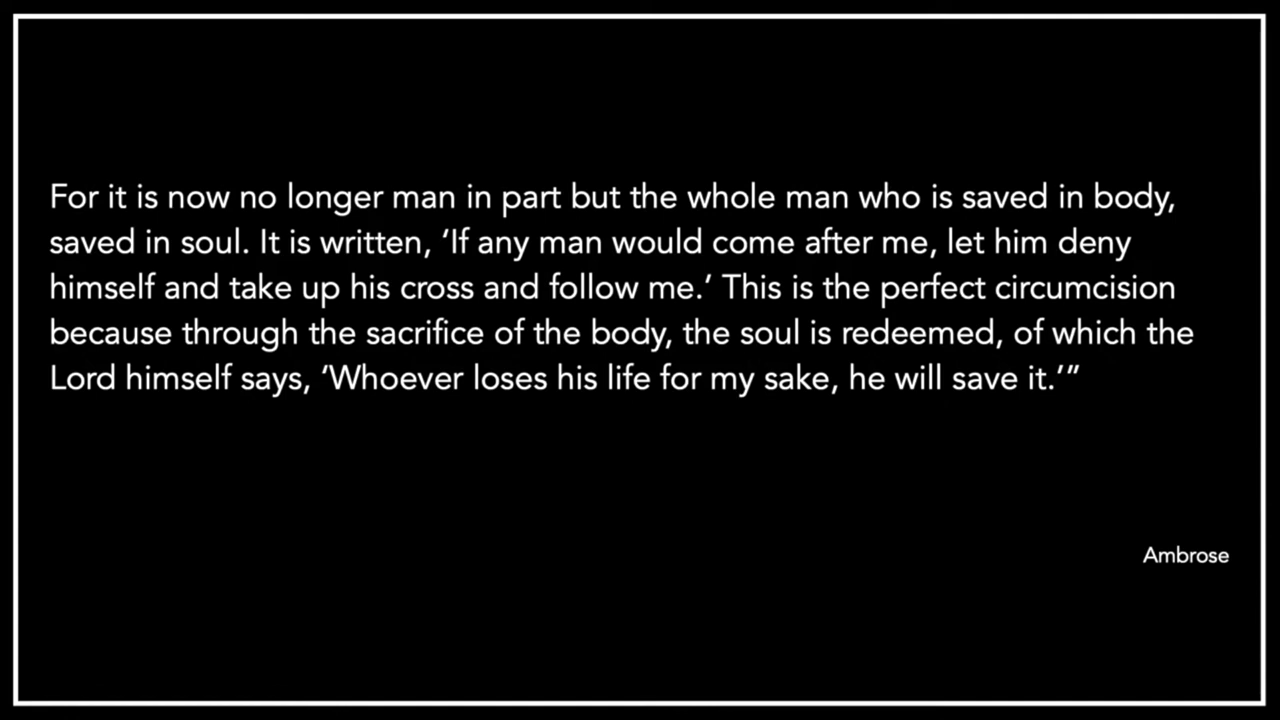 For it is now no longer man in part but the whole man who is saved in body,
saved in soul. It is written, ‘If any man would come after me, let him deny
himself and take up his cross and follow me.’ This is the perfect circumcision
because through the sacrifice of the body, the soul is redeemed, of which the
Lord himself says, ‘Whoever loses his life for my sake, he will save it.’”
Ambrose